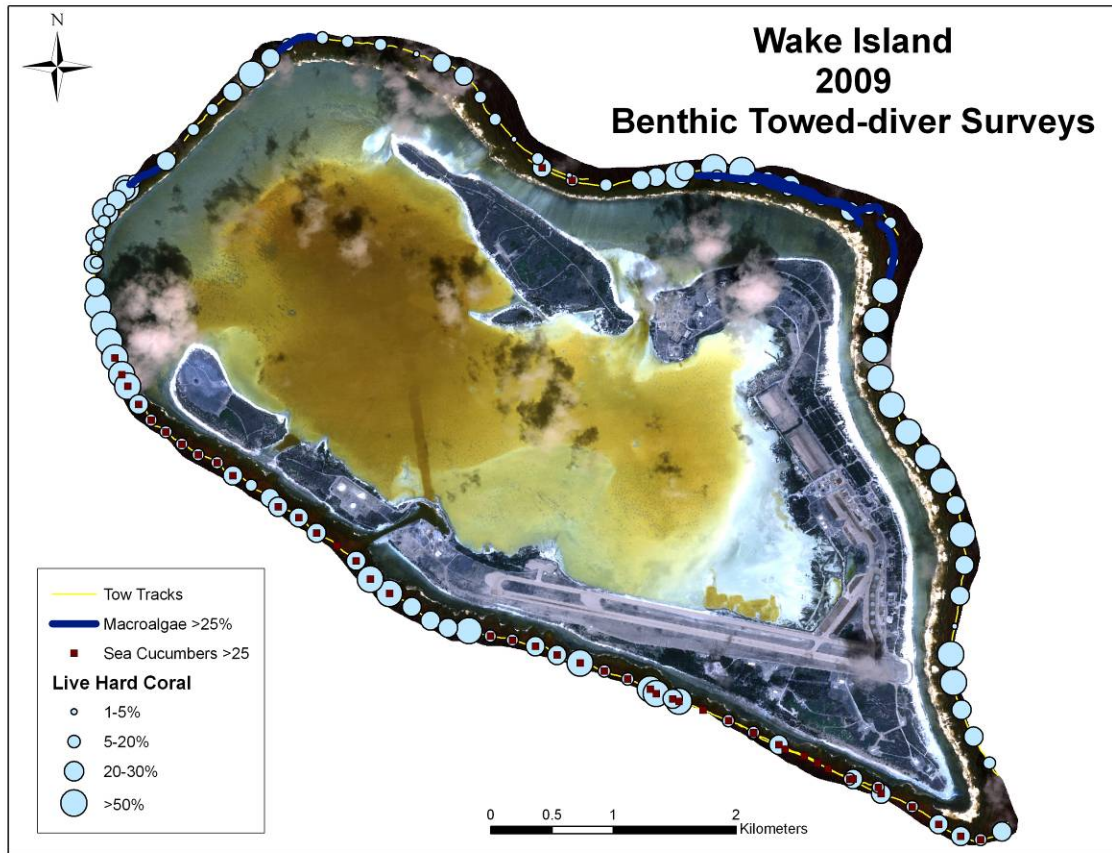 N
Wake Island
2009
Benthic Towed-diver Surveys
Tow Tracks
Macroalgae >25%
Sea Cucumbers >25
Live Hard Coral
1-5%
5-20%
20-30%
>50%
0 0.5 1 2
Kilometers